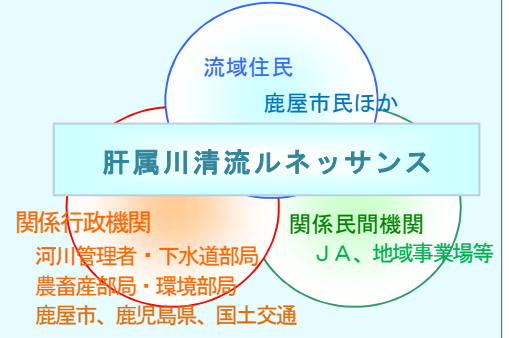 流域住民
鹿屋市民ほか
肝属川清流ルネッサンス
関係行政機関
河川管理者・下水道部局
農畜産部局・環境部局
鹿屋市、鹿児島県、国土交通
関係民間機関
ＪＡ、地域事業場等